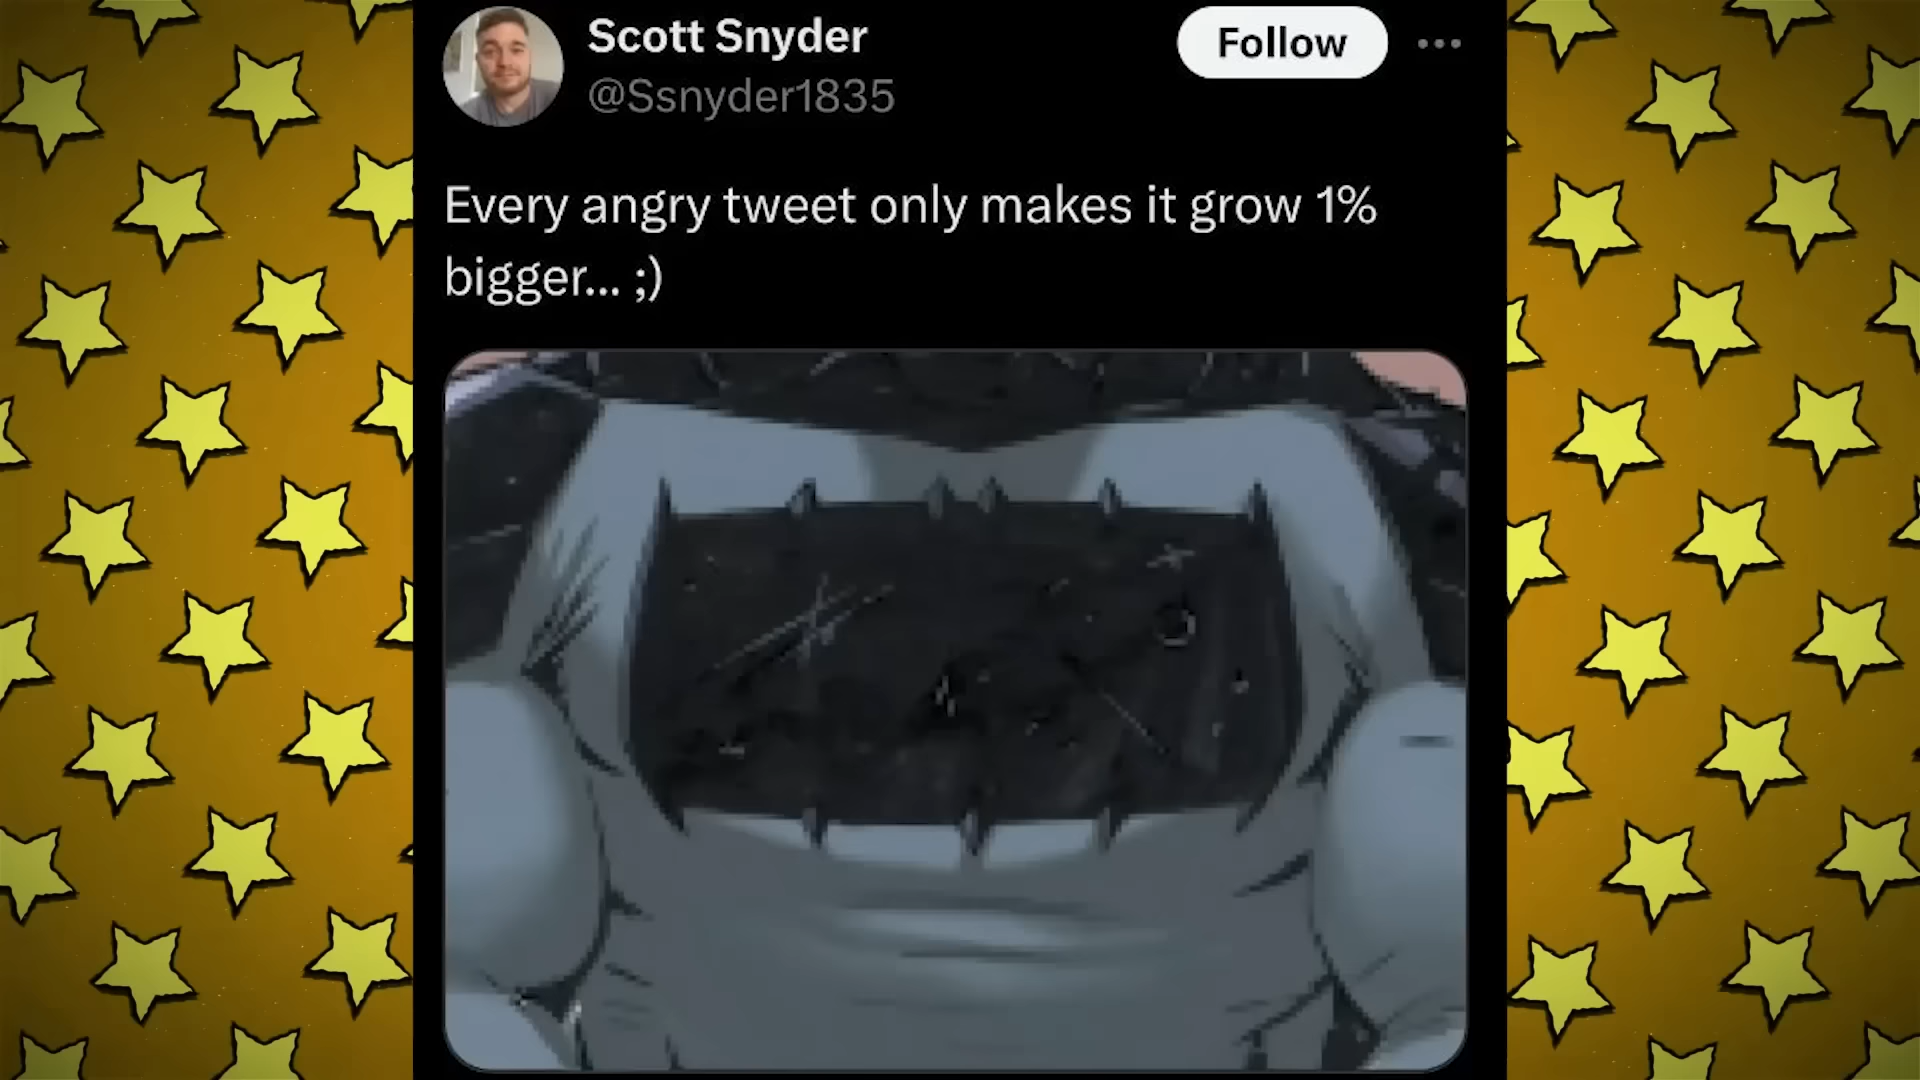 Scott Snyder
Follow
@Ssnyder1835
Every angry tweet only makes it grow 1%
bigger... ;)